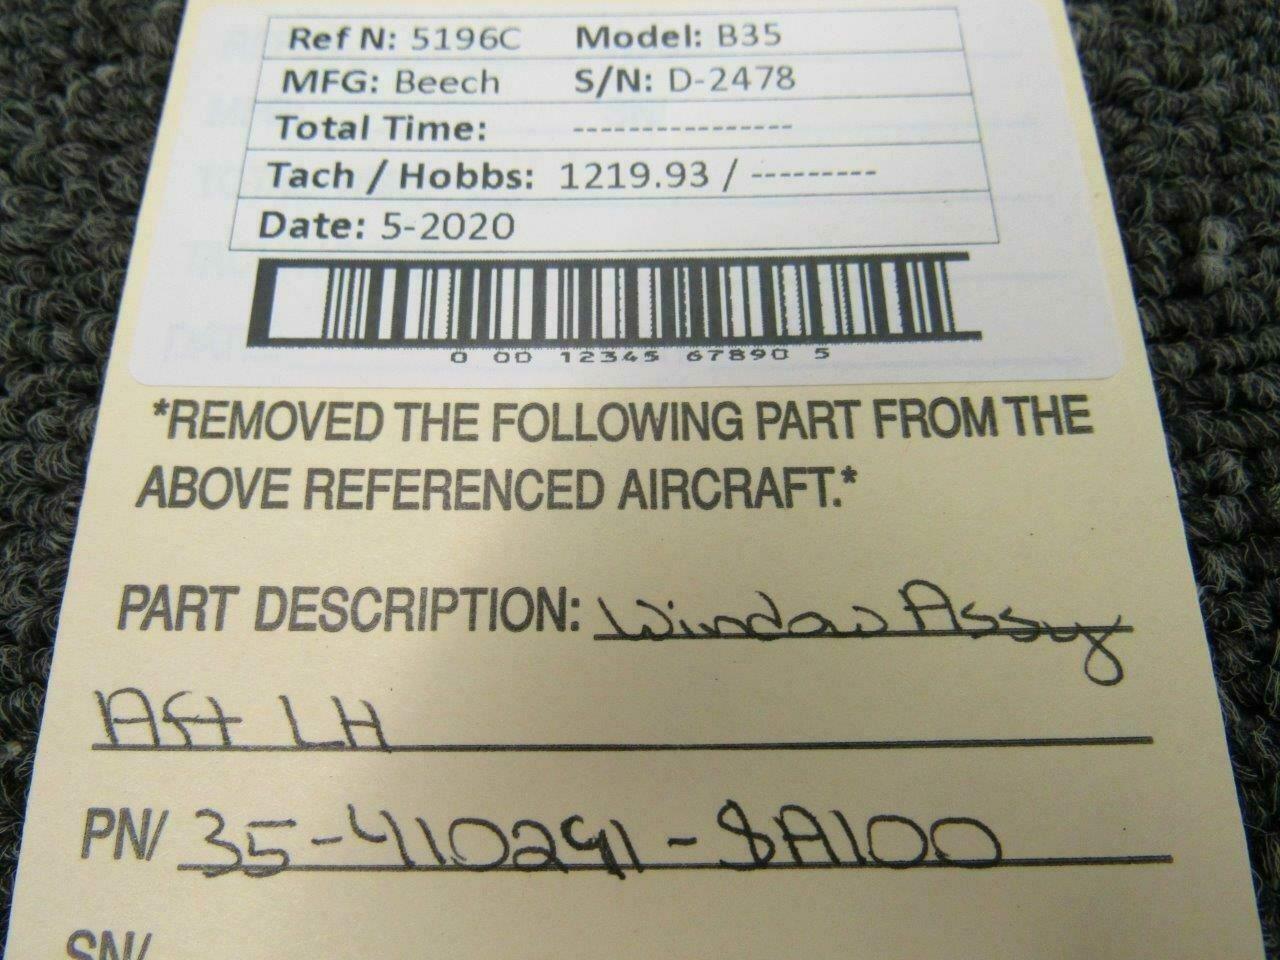 Ref N: 5196C Model: B35
MFG: Beech S/N: D-2478
Total Time: ----------------
Tach / Hobbs: 1219.93 / ---------
Date: 5-2020
0 00 12345 67890 5
*REMOVED THE FOLLOWING PART FROM THE
ABOVE REFERENCED AIRCRAFT.*
PART DESCRIPTION: Window Assy
Aft LH
PN/ 35-410291-8A100
SN/